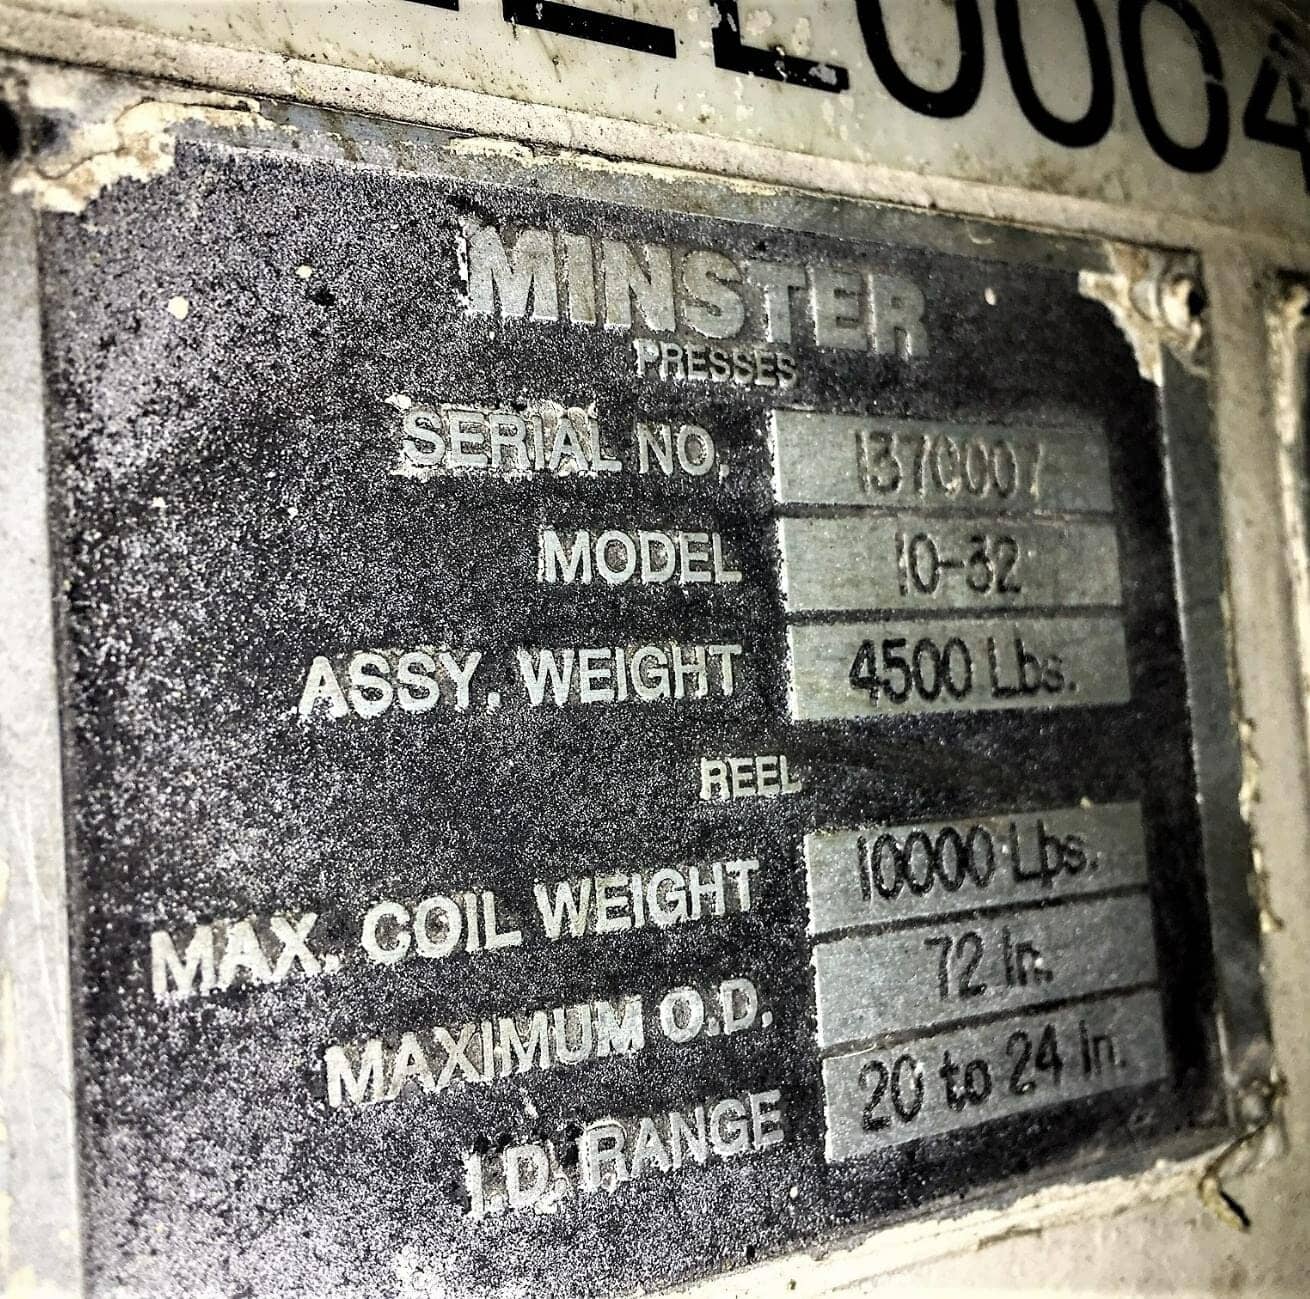 0004
MINSTER
PRESSES
SERIAL NO. 1370007
MODEL 10-32
ASSY. WEIGHT 4500 Lbs.
REEL
MAX. COIL WEIGHT 10000 Lbs.
MAXIMUM O.D. 72 In.
I.D. RANGE 20 to 24 In.